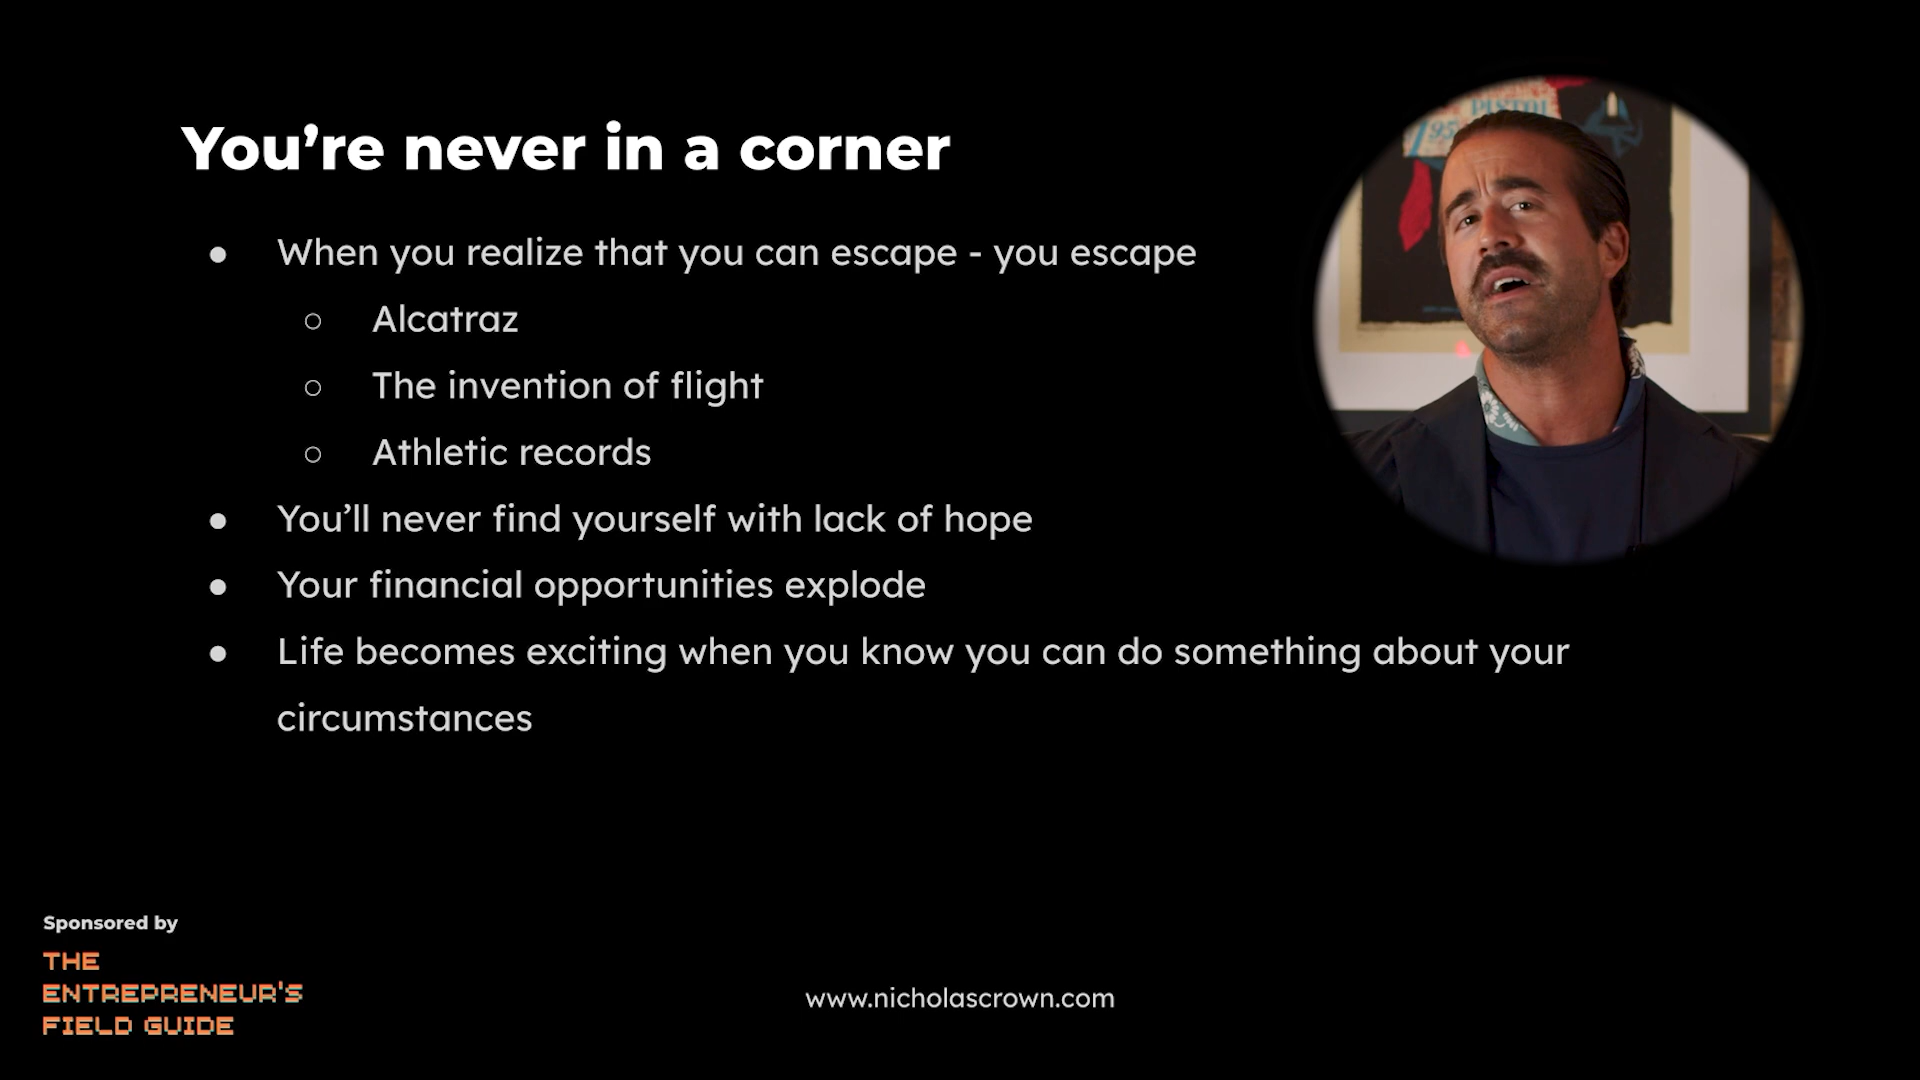 You're never in a corner
● When you realize that you can escape - you escape
○ Alcatraz
○ The invention of flight
○ Athletic records
● You'll never find yourself with lack of hope
● Your financial opportunities explode
● Life becomes exciting when you know you can do something about your
circumstances
PISTOL
Sponsored by
THE
ENTREPRENEUR'S
FIELD GUIDE
www.nicholascrown.com